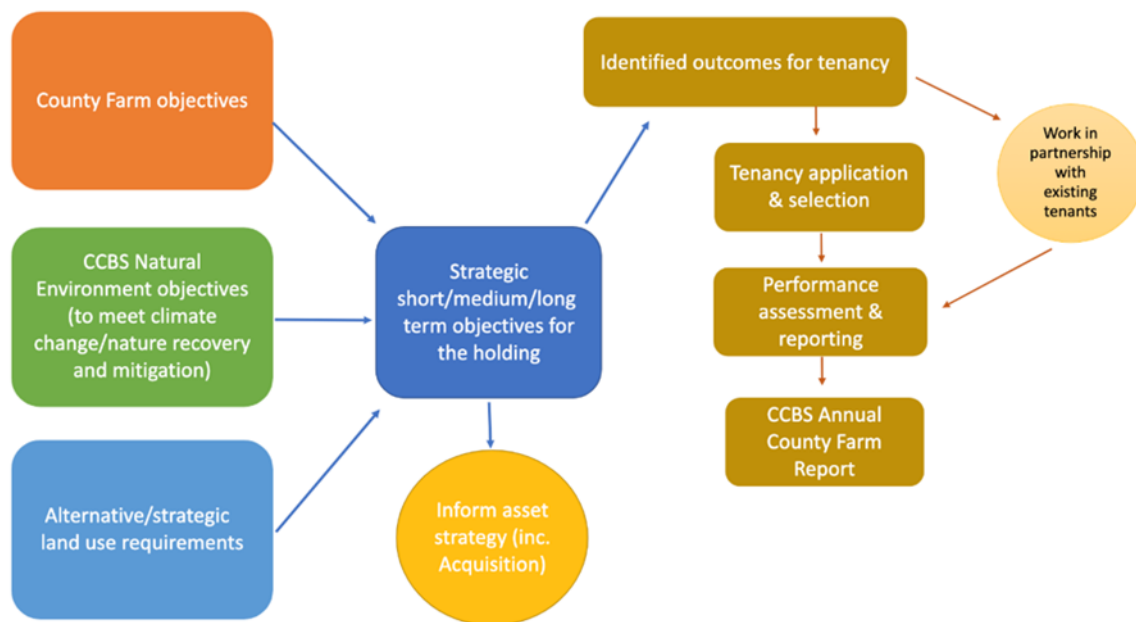 County Farm objectives
CCBS Natural
Environment objectives
(to meet climate
change/nature recovery
and mitigation)
Alternative/strategic
land use requirements
Strategic
short/medium/long
term objectives for
the holding
Inform asset
strategy (inc.
Acquisition)
Identified outcomes for tenancy
Tenancy application
& selection
Work in
partnership
with
existing
tenants
Performance
assessment &
reporting
CCBS Annual
County Farm
Report